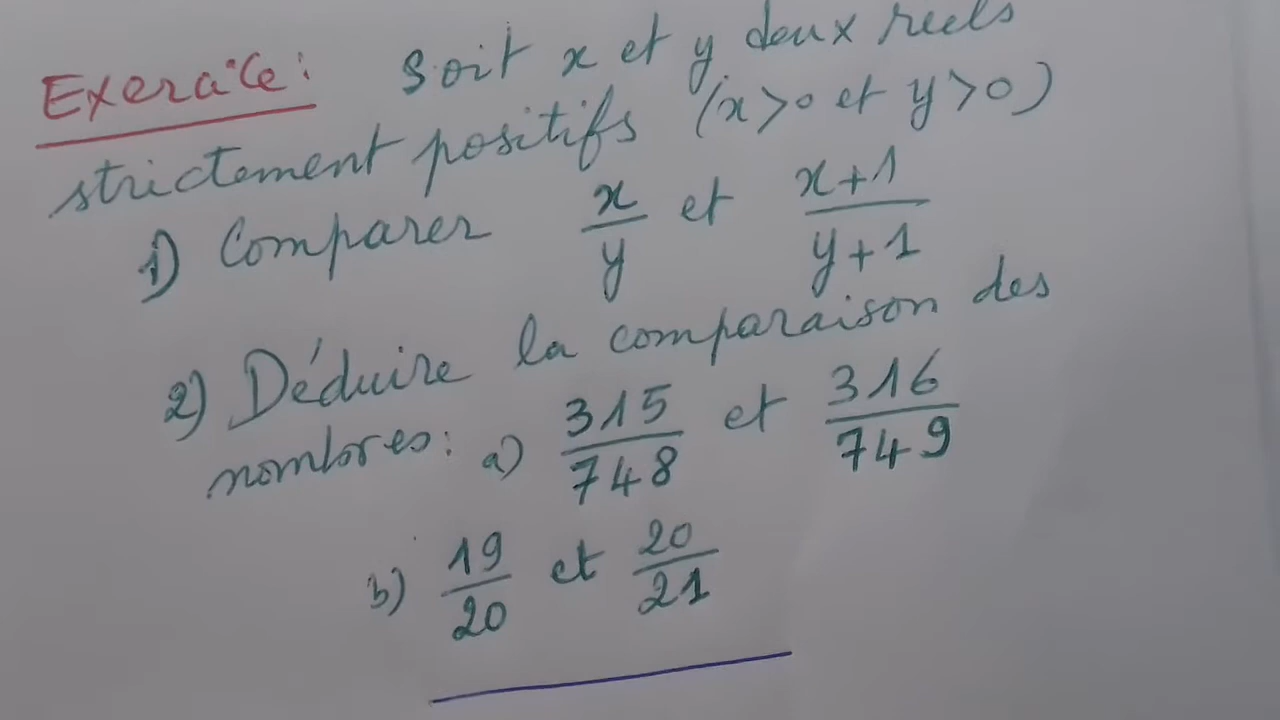 Exercice: Soit x et y deux réels
strictement positifs (x>0 et y>0)
1) Comparer x/y et x+1/y+1
2) Déduire la comparaison des
nombres: a) 315/748 et 316/749
b) 19/20 et 20/21